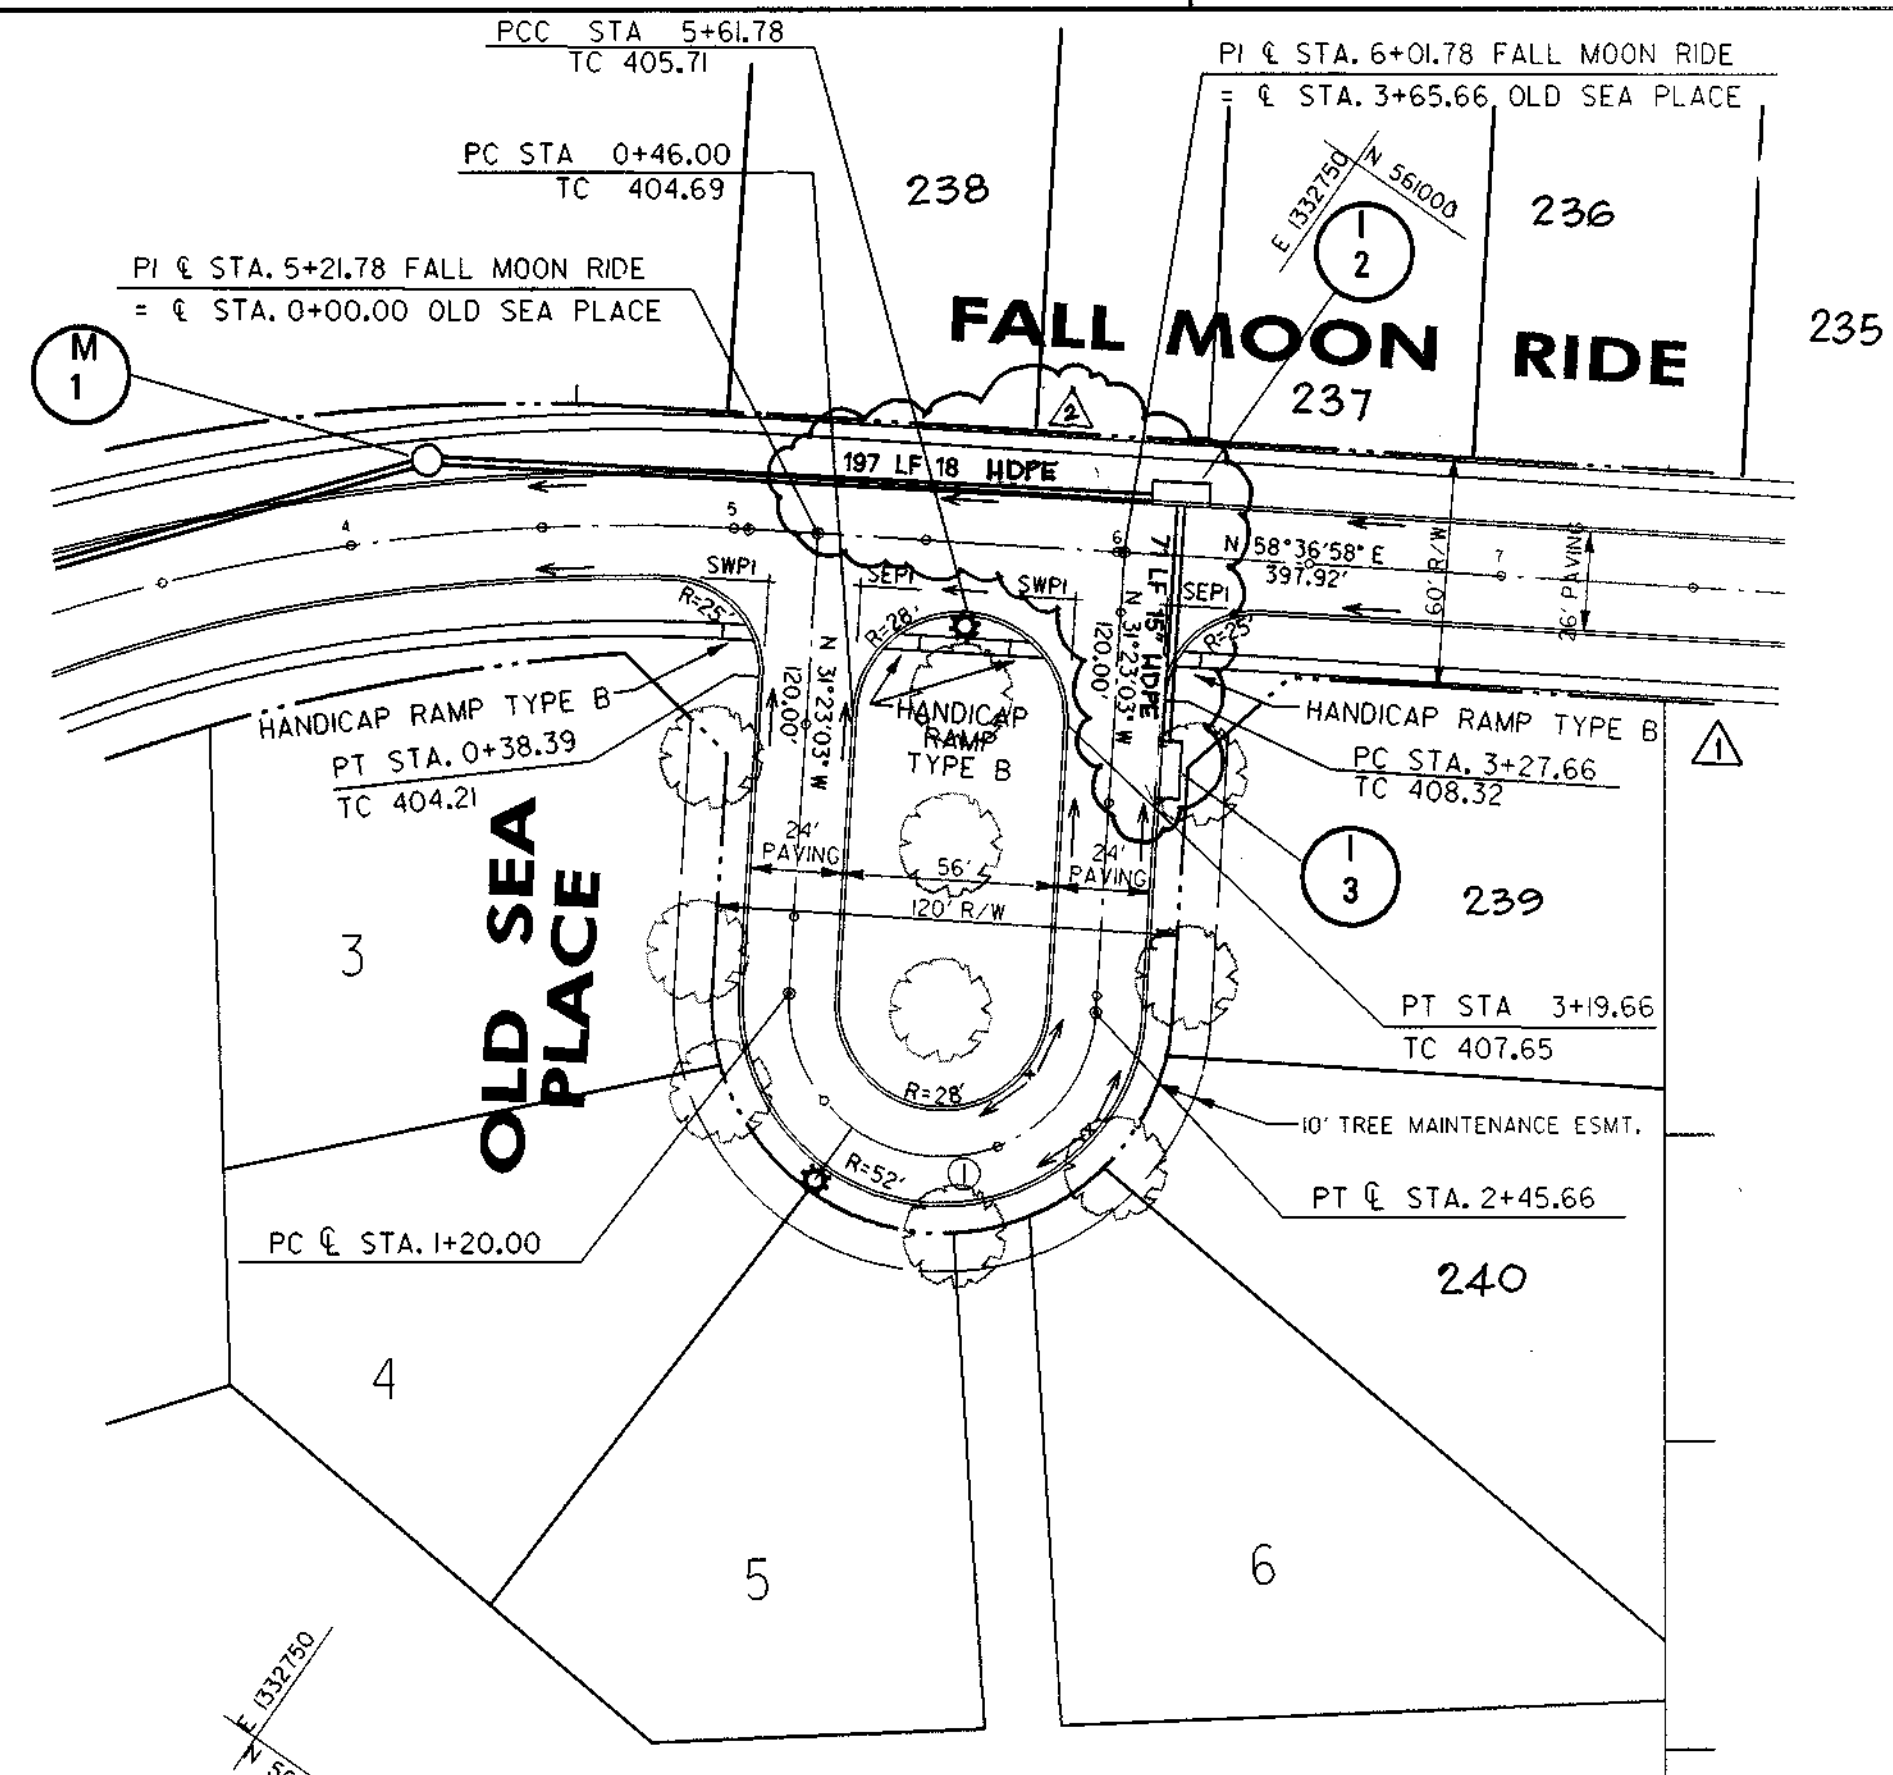 PCC STA 5+61.78
TC 405.71
PI ℄ STA. 6+01.78 FALL MOON RIDE
= ℄ STA. 3+65.66 OLD SEA PLACE
PC STA 0+46.00
TC 404.69
238
E 1332750
N 561000
236
I
2
PI ℄ STA. 5+21.78 FALL MOON RIDE
= ℄ STA. 0+00.00 OLD SEA PLACE
FALL MOON RIDE
235
M
1
237
2
197 LF 18 HDPE
4
5
6
7
N 58°36'58" E
397.92'
60' R/W
26' PAVING
SWPI
SEPI
SWPI
SEPI
R=25'
R=28'
R=25'
71 LF 15" HDPE
N 31°23'03" W
120.00'
N 31°23'03" W
120.00'
HANDICAP RAMP TYPE B
PT STA. 0+38.39
TC 404.21
HANDICAP
RAMP
TYPE B
HANDICAP RAMP TYPE B
1
PC STA. 3+27.66
TC 408.32
24'
PAVING
56'
24'
PAVING
120' R/W
I
3
239
3
OLD SEA
PLACE
PT STA 3+19.66
TC 407.65
R=28'
10' TREE MAINTENANCE ESMT.
R=52'
1
PT ℄ STA. 2+45.66
PC ℄ STA. 1+20.00
240
4
5
6
E 1332750